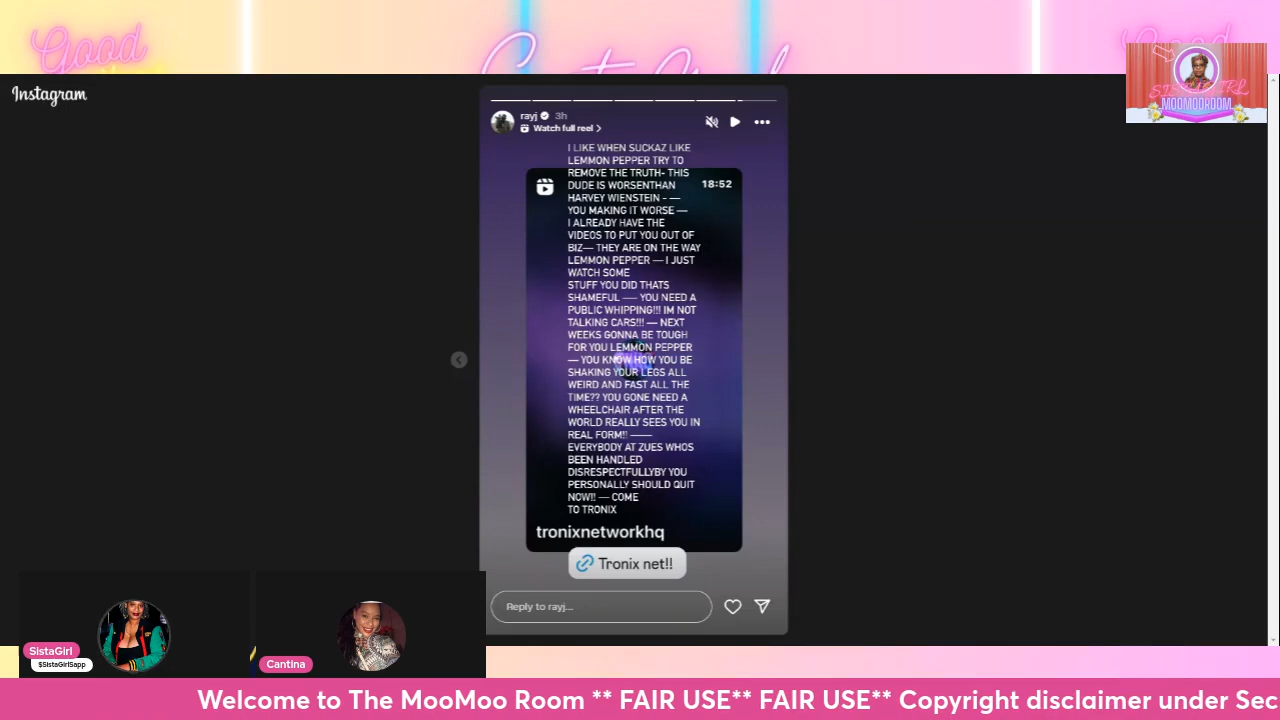 Good
Instagram
rayj 3h
Watch full reel >
I LIKE WHEN SUCKAZ LIKE
LEMMON PEPPER TRY TO
REMOVE THE TRUTH- THIS
DUDE IS WORSENTHAN
HARVEY WIENSTEIN - —
YOU MAKING IT WORSE —
I ALREADY HAVE THE
VIDEOS TO PUT YOU OUT OF
BIZ— THEY ARE ON THE WAY
LEMMON PEPPER — I JUST
WATCH SOME
STUFF YOU DID THATS
SHAMEFUL —– YOU NEED A
PUBLIC WHIPPING!!! IM NOT
TALKING CARS!!! — NEXT
WEEKS GONNA BE TOUGH
FOR YOU LEMMON PEPPER
— YOU KNOW HOW YOU BE
SHAKING YOUR LEGS ALL
WEIRD AND FAST ALL THE
TIME?? YOU GONE NEED A
WHEELCHAIR AFTER THE
WORLD REALLY SEES YOU IN
REAL FORM!! —–
EVERYBODY AT ZUES WHOS
BEEN HANDLED
DISRESPECTFULLYBY YOU
PERSONALLY SHOULD QUIT
NOW!! — COME
TO TRONIX
18:52
tronixnetworkhq
Tronix net!!
Reply to rayj...
SISTAGIRL
MOOMOOROOM
SistaGirl
$SistaGirlSapp
Cantina
Welcome to The MooMoo Room ** FAIR USE** FAIR USE** Copyright disclaimer under Sec